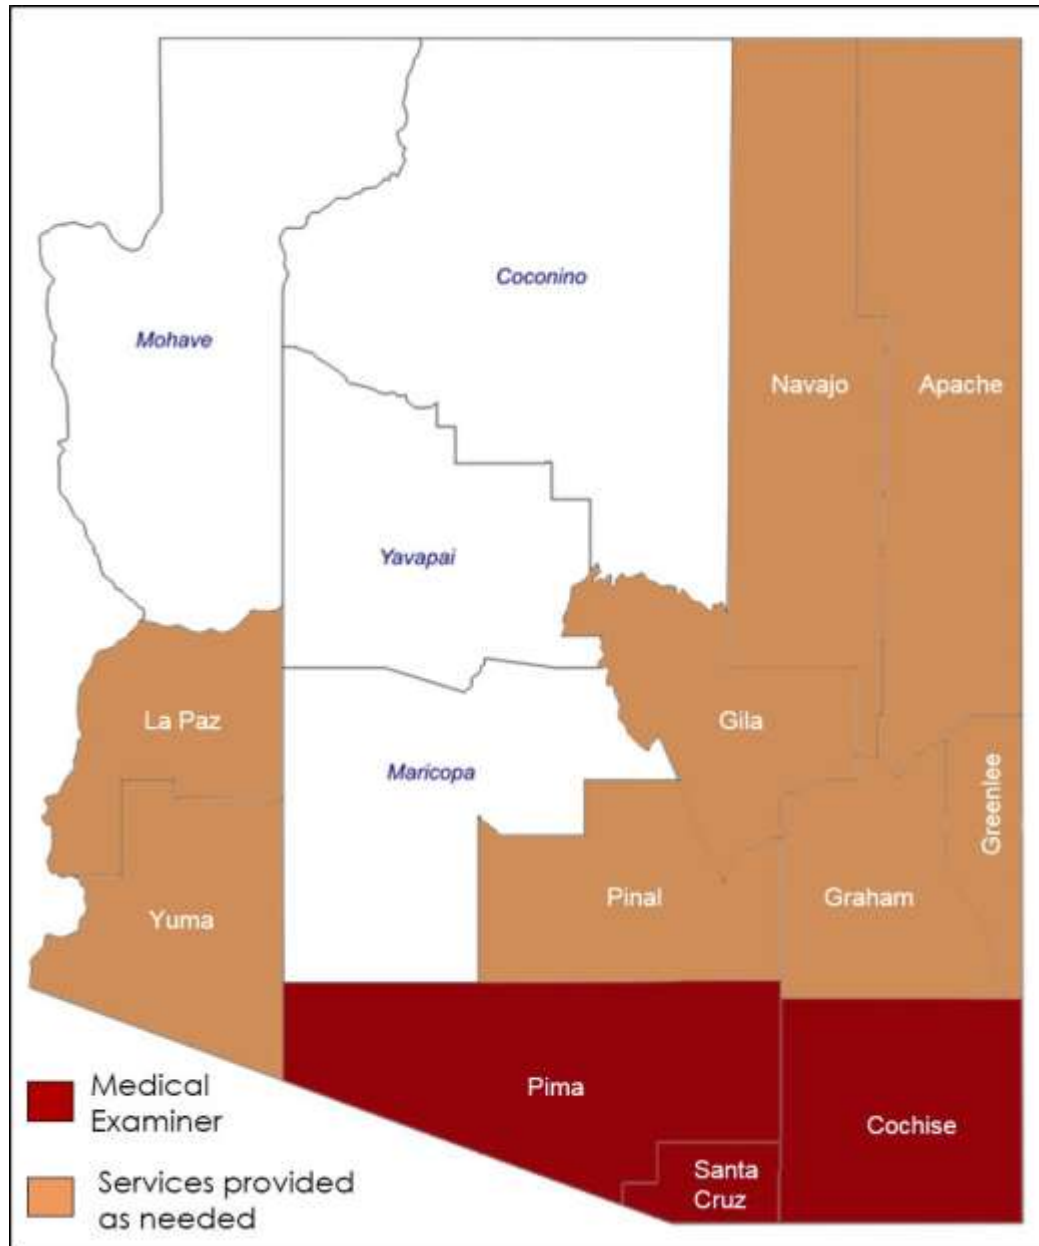 Coconino
Mohave
Navajo
Apache
Yavapai
La Paz
Gila
Maricopa
Greenlee
Pinal
Graham
Yuma
Pima
Cochise
Santa
Cruz
Medical
Examiner
Services provided
as needed